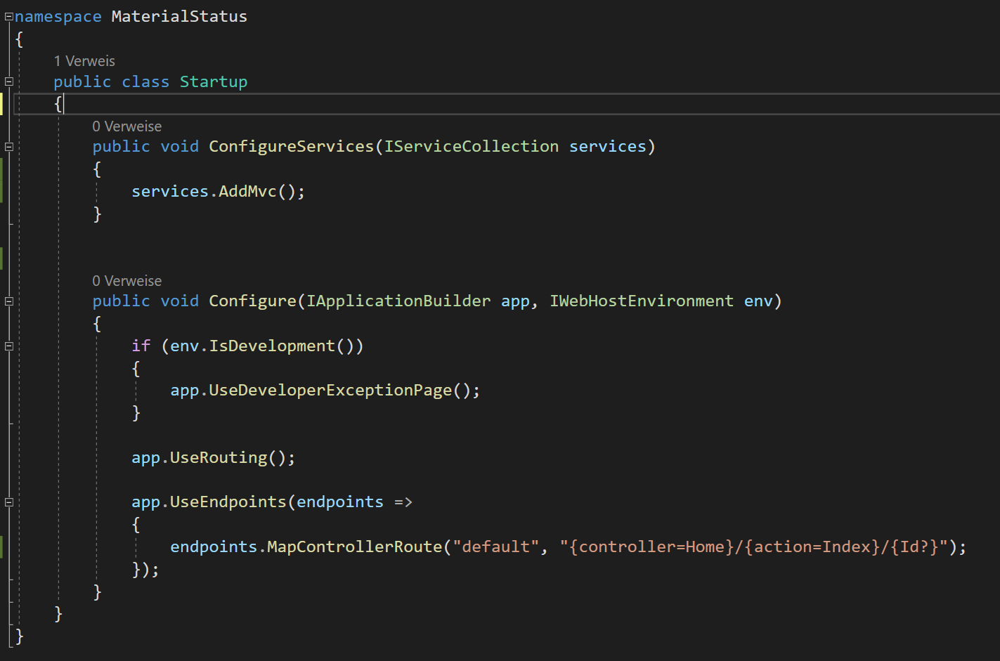 namespace MaterialStatus
{
1 Verweis
public class Startup
{
0 Verweise
public void ConfigureServices(IServiceCollection services)
{
services.AddMvc();
}
0 Verweise
public void Configure(IApplicationBuilder app, IWebHostEnvironment env)
{
if (env.IsDevelopment())
{
app.UseDeveloperExceptionPage();
}
app.UseRouting();
app.UseEndpoints(endpoints =>
{
endpoints.MapControllerRoute("default", "{controller=Home}/{action=Index}/{Id?}");
});
}
}
}